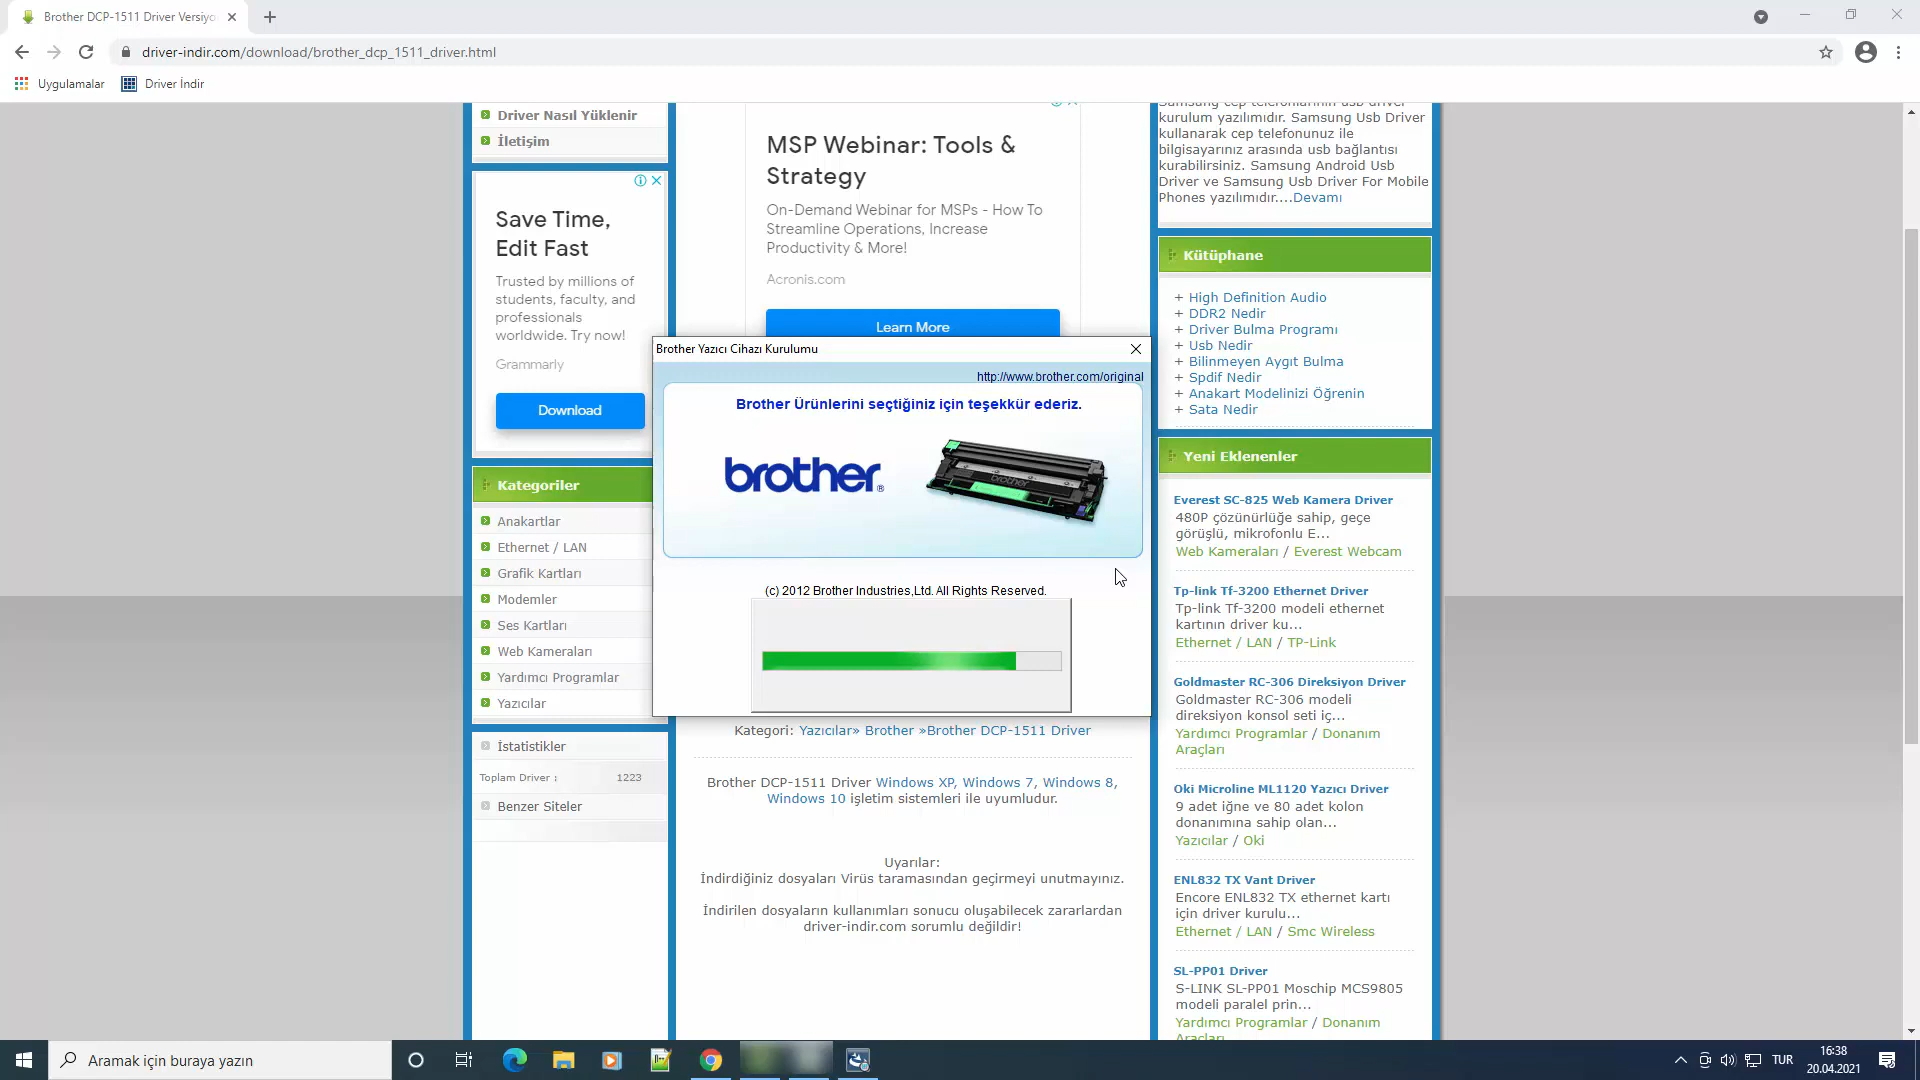 Brother DCP-1511 Driver Versiyo
driver-indir.com/download/brother_dcp_1511_driver.html
Uygulamalar
Driver İndir
Driver Nasıl Yüklenir
İletişim
Save Time,
Edit Fast
Trusted by millions of
students, faculty, and
professionals
worldwide. Try now!
Grammarly
Download
Kategoriler
Anakartlar
Ethernet / LAN
Grafik Kartları
Modemler
Ses Kartları
Web Kameraları
Yardımcı Programlar
Yazıcılar
İstatistikler
Toplam Driver : 1223
Benzer Siteler
MSP Webinar: Tools &
Strategy
On-Demand Webinar for MSPs - How To
Streamline Operations, Increase
Productivity & More!
Acronis.com
Learn More
Brother Yazıcı Cihazı Kurulumu
http://www.brother.com/original
Brother Ürünlerini seçtiğiniz için teşekkür ederiz.
brother®
brother
(c) 2012 Brother Industries,Ltd. All Rights Reserved.
Kategori: Yazıcılar» Brother »Brother DCP-1511 Driver
Brother DCP-1511 Driver Windows XP, Windows 7, Windows 8,
Windows 10 işletim sistemleri ile uyumludur.
Uyarılar:
İndirdiğiniz dosyaları Virüs taramasından geçirmeyi unutmayınız.
İndirilen dosyaların kullanımları sonucu oluşabilecek zararlardan
driver-indir.com sorumlu değildir!
Samsung cep telefonlarının usb driver
kurulum yazılımıdır. Samsung Usb Driver
kullanarak cep telefonunuz ile
bilgisayarınız arasında usb bağlantısı
kurabilirsiniz. Samsung Android Usb
Driver ve Samsung Usb Driver For Mobile
Phones yazılımıdır....Devamı
Kütüphane
+ High Definition Audio
+ DDR2 Nedir
+ Driver Bulma Programı
+ Usb Nedir
+ Bilinmeyen Aygıt Bulma
+ Spdif Nedir
+ Anakart Modelinizi Öğrenin
+ Sata Nedir
Yeni Eklenenler
Everest SC-825 Web Kamera Driver
480P çözünürlüğe sahip, geçe
görüşlü, mikrofonlu E...
Web Kameraları / Everest Webcam
Tp-link Tf-3200 Ethernet Driver
Tp-link Tf-3200 modeli ethernet
kartının driver ku...
Ethernet / LAN / TP-Link
Goldmaster RC-306 Direksiyon Driver
Goldmaster RC-306 modeli
direksiyon konsol seti iç...
Yardımcı Programlar / Donanım
Araçları
Oki Microline ML1120 Yazıcı Driver
9 adet iğne ve 80 adet kolon
donanımına sahip olan...
Yazıcılar / Oki
ENL832 TX Vant Driver
Encore ENL832 TX ethernet kartı
için driver kurulu...
Ethernet / LAN / Smc Wireless
SL-PP01 Driver
S-LINK SL-PP01 Moschip MCS9805
modeli paralel prin...
Yardımcı Programlar / Donanım
Araçları
Aramak için buraya yazın
TUR
16:38
20.04.2021